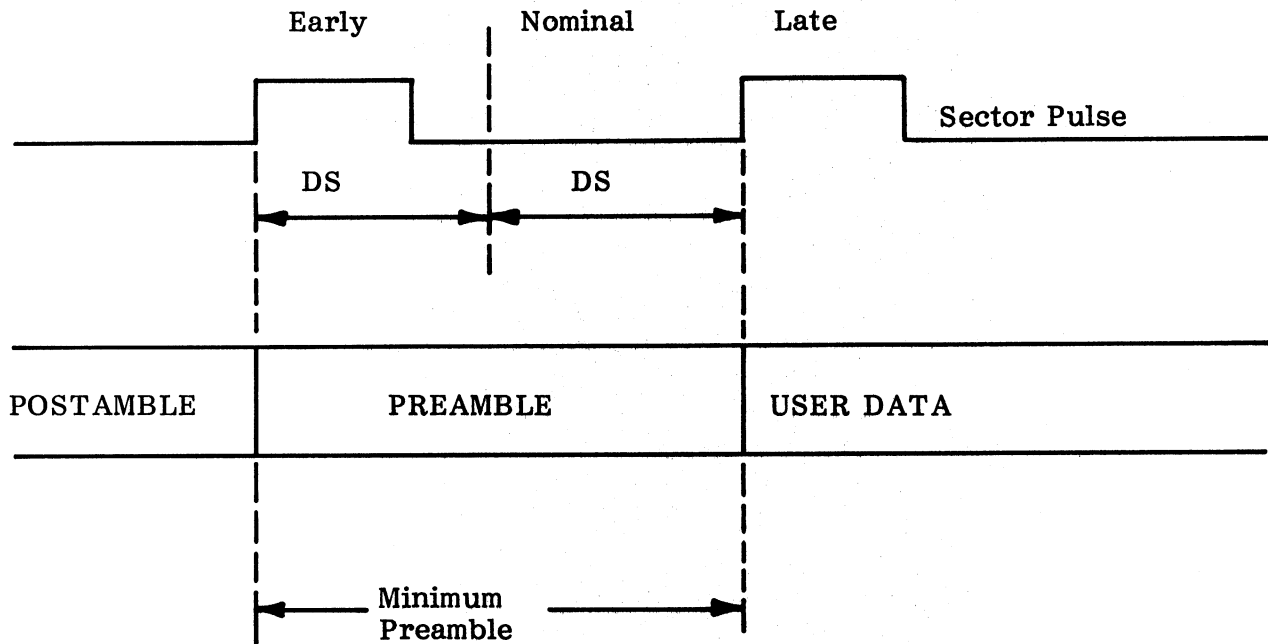 Early Nominal Late
Sector Pulse
DS DS
POSTAMBLE PREAMBLE USER DATA
Minimum
Preamble